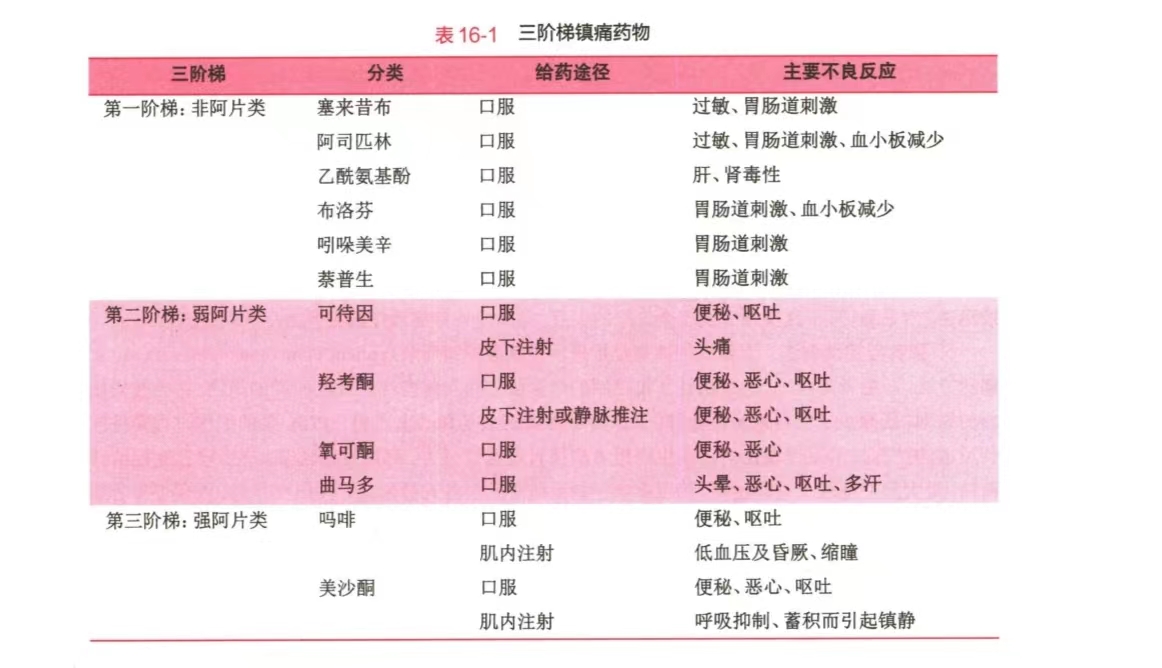 表16-1 三阶梯镇痛药物
三阶梯 分类 给药途径 主要不良反应
第一阶梯：非阿片类 塞来昔布 口服 过敏、胃肠道刺激
阿司匹林 口服 过敏、胃肠道刺激、血小板减少
乙酰氨基酚 口服 肝、肾毒性
布洛芬 口服 胃肠道刺激、血小板减少
吲哚美辛 口服 胃肠道刺激
萘普生 口服 胃肠道刺激
第二阶梯：弱阿片类 可待因 口服 便秘、呕吐
皮下注射 头痛
羟考酮 口服 便秘、恶心、呕吐
皮下注射或静脉推注 便秘、恶心、呕吐
氧可酮 口服 便秘、恶心
曲马多 口服 头晕、恶心、呕吐、多汗
第三阶梯：强阿片类 吗啡 口服 便秘、呕吐
肌内注射 低血压及昏厥、缩瞳
美沙酮 口服 便秘、恶心、呕吐
肌内注射 呼吸抑制、蓄积而引起镇静